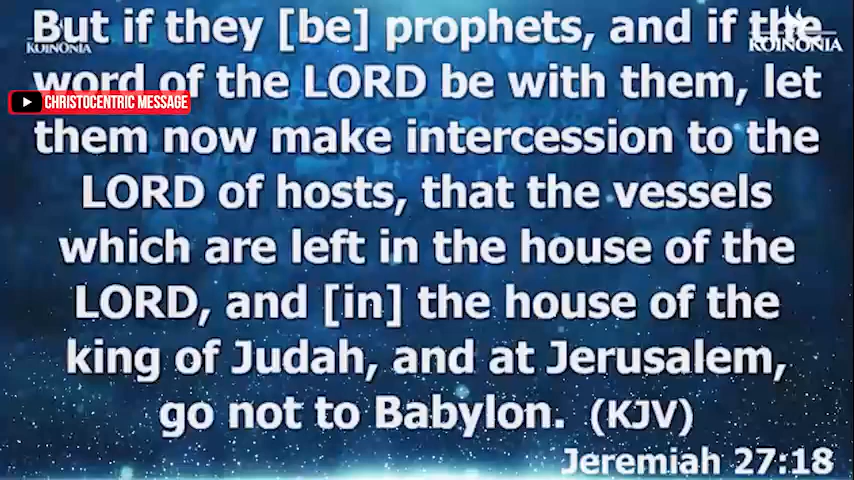 But if they [be] prophets, and if the
KOINONIA
KOINONIA
word of the LORD be with them, let
CHRISTOCENTRIC MESSAGE
them now make intercession to the
LORD of hosts, that the vessels
which are left in the house of the
LORD, and [in] the house of the
king of Judah, and at Jerusalem,
go not to Babylon. (KJV)
Jeremiah 27:18